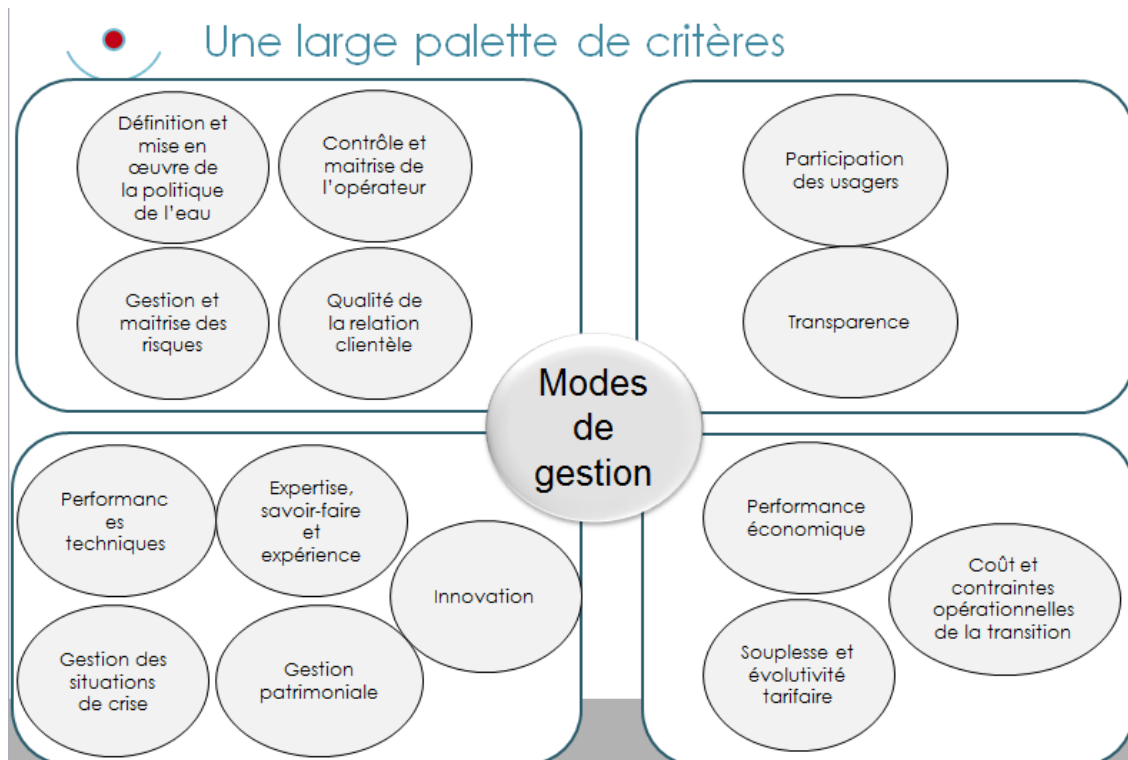 Une large palette de critères
Définition et
mise en
œuvre de
la politique
de l'eau
Contrôle et
maitrise de
l'opérateur
Gestion et
maitrise des
risques
Qualité de
la relation
clientèle
Participation
des usagers
Transparence
Modes
de
gestion
Performanc
es
techniques
Expertise,
savoir-faire
et
expérience
Innovation
Gestion des
situations
de crise
Gestion
patrimoniale
Performance
économique
Coût et
contraintes
opérationnelles
de la transition
Souplesse et
évolutivité
tarifaire